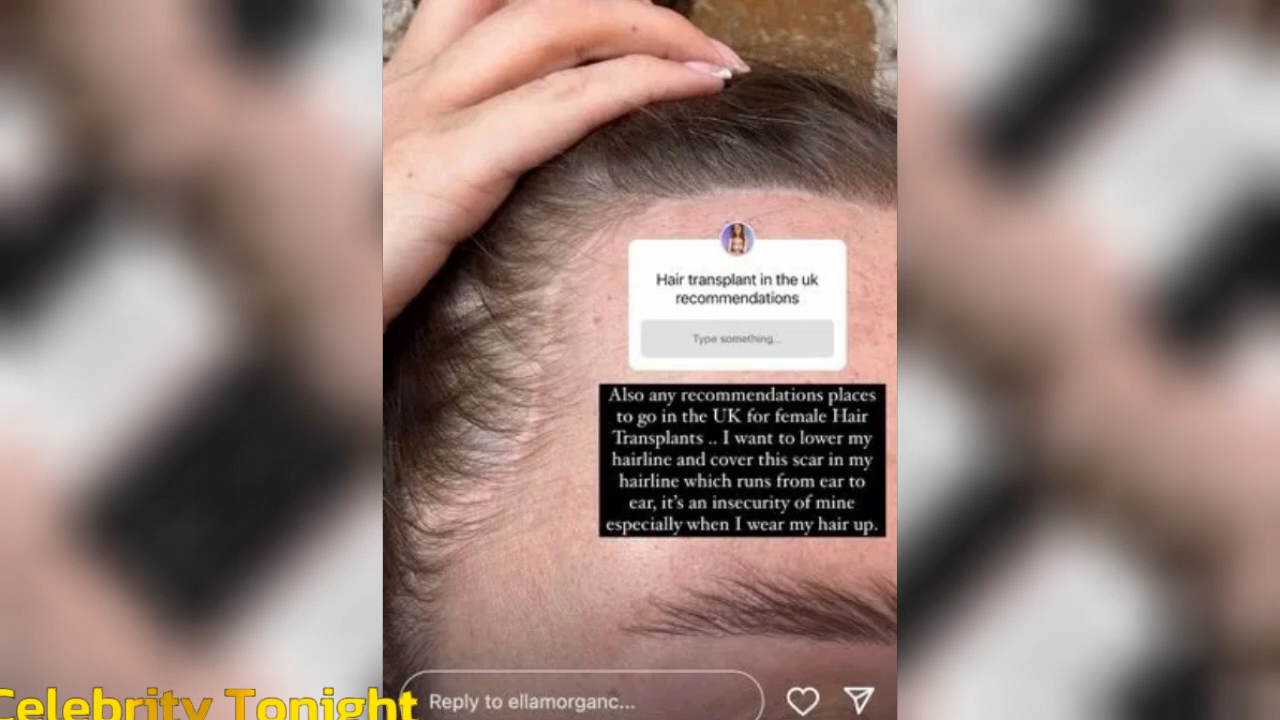 Hair transplant in the uk
recommendations
Type something...
Also any recommendations places
to go in the UK for female Hair
Transplants .. I want to lower my
hairline and cover this scar in my
hairline which runs from ear to
ear, it's an insecurity of mine
especially when I wear my hair up.
Reply to ellamorganc...
Celebrity Tonight